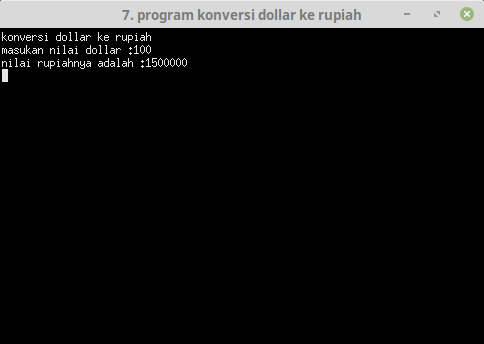 7. program konversi dollar ke rupiah
konversi dollar ke rupiah
masukan nilai dollar :100
nilai rupiahnya adalah :1500000